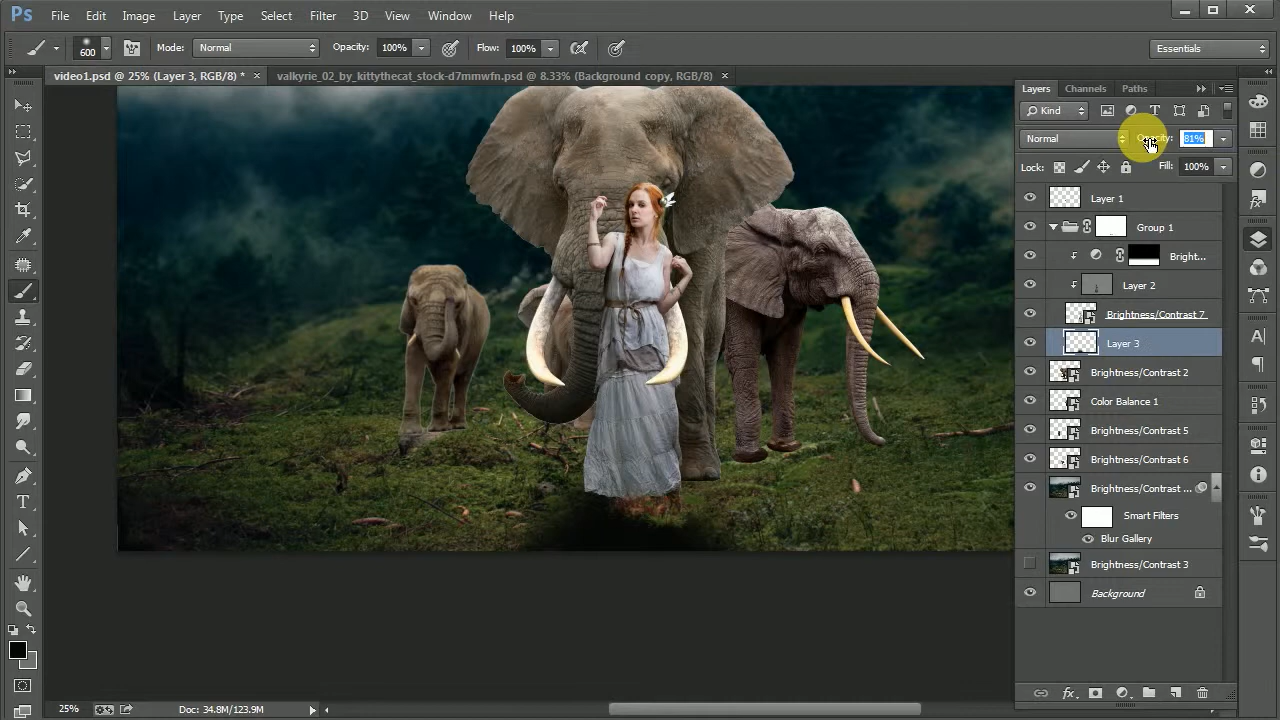 Ps File Edit Image Layer Type Select Filter 3D View Window Help
600 Mode: Normal Opacity: 100% Flow: 100% Essentials
video1.psd @ 25% (Layer 3, RGB/8) * × valkyrie_02_by_kittythecat_stock-d7mmwfn.psd @ 8.33% (Background copy, RGB/8) ×
Layers Channels Paths
Kind
Normal Opacity: 81%
Lock: Fill: 100%
Layer 1
Group 1
Bright...
Layer 2
Brightness/Contrast 7
Layer 3
Brightness/Contrast 2
Color Balance 1
Brightness/Contrast 5
Brightness/Contrast 6
Brightness/Contrast ...
Smart Filters
Blur Gallery
Brightness/Contrast 3
Background
25% Doc: 34.8M/123.9M